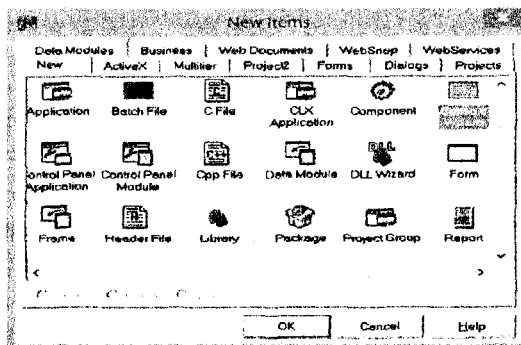 New Items
Data Modules Business Web Documents WebSnap WebServices
New ActiveX Multitier Project2 Forms Dialogs Projects
Application Batch File C File CLX Application Component
Control Panel Application Control Panel Module Cpp File Data Module DLL Wizard Form
Frame Header File Library Package Project Group Report
OK Cancel Help